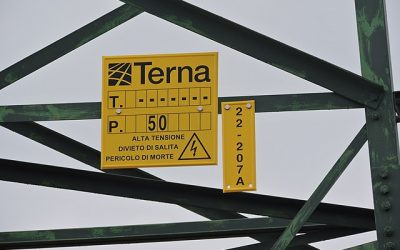 Terna
T. -------
P. 50
ALTA TENSIONE
DIVIETO DI SALITA
PERICOLO DI MORTE
22-207A